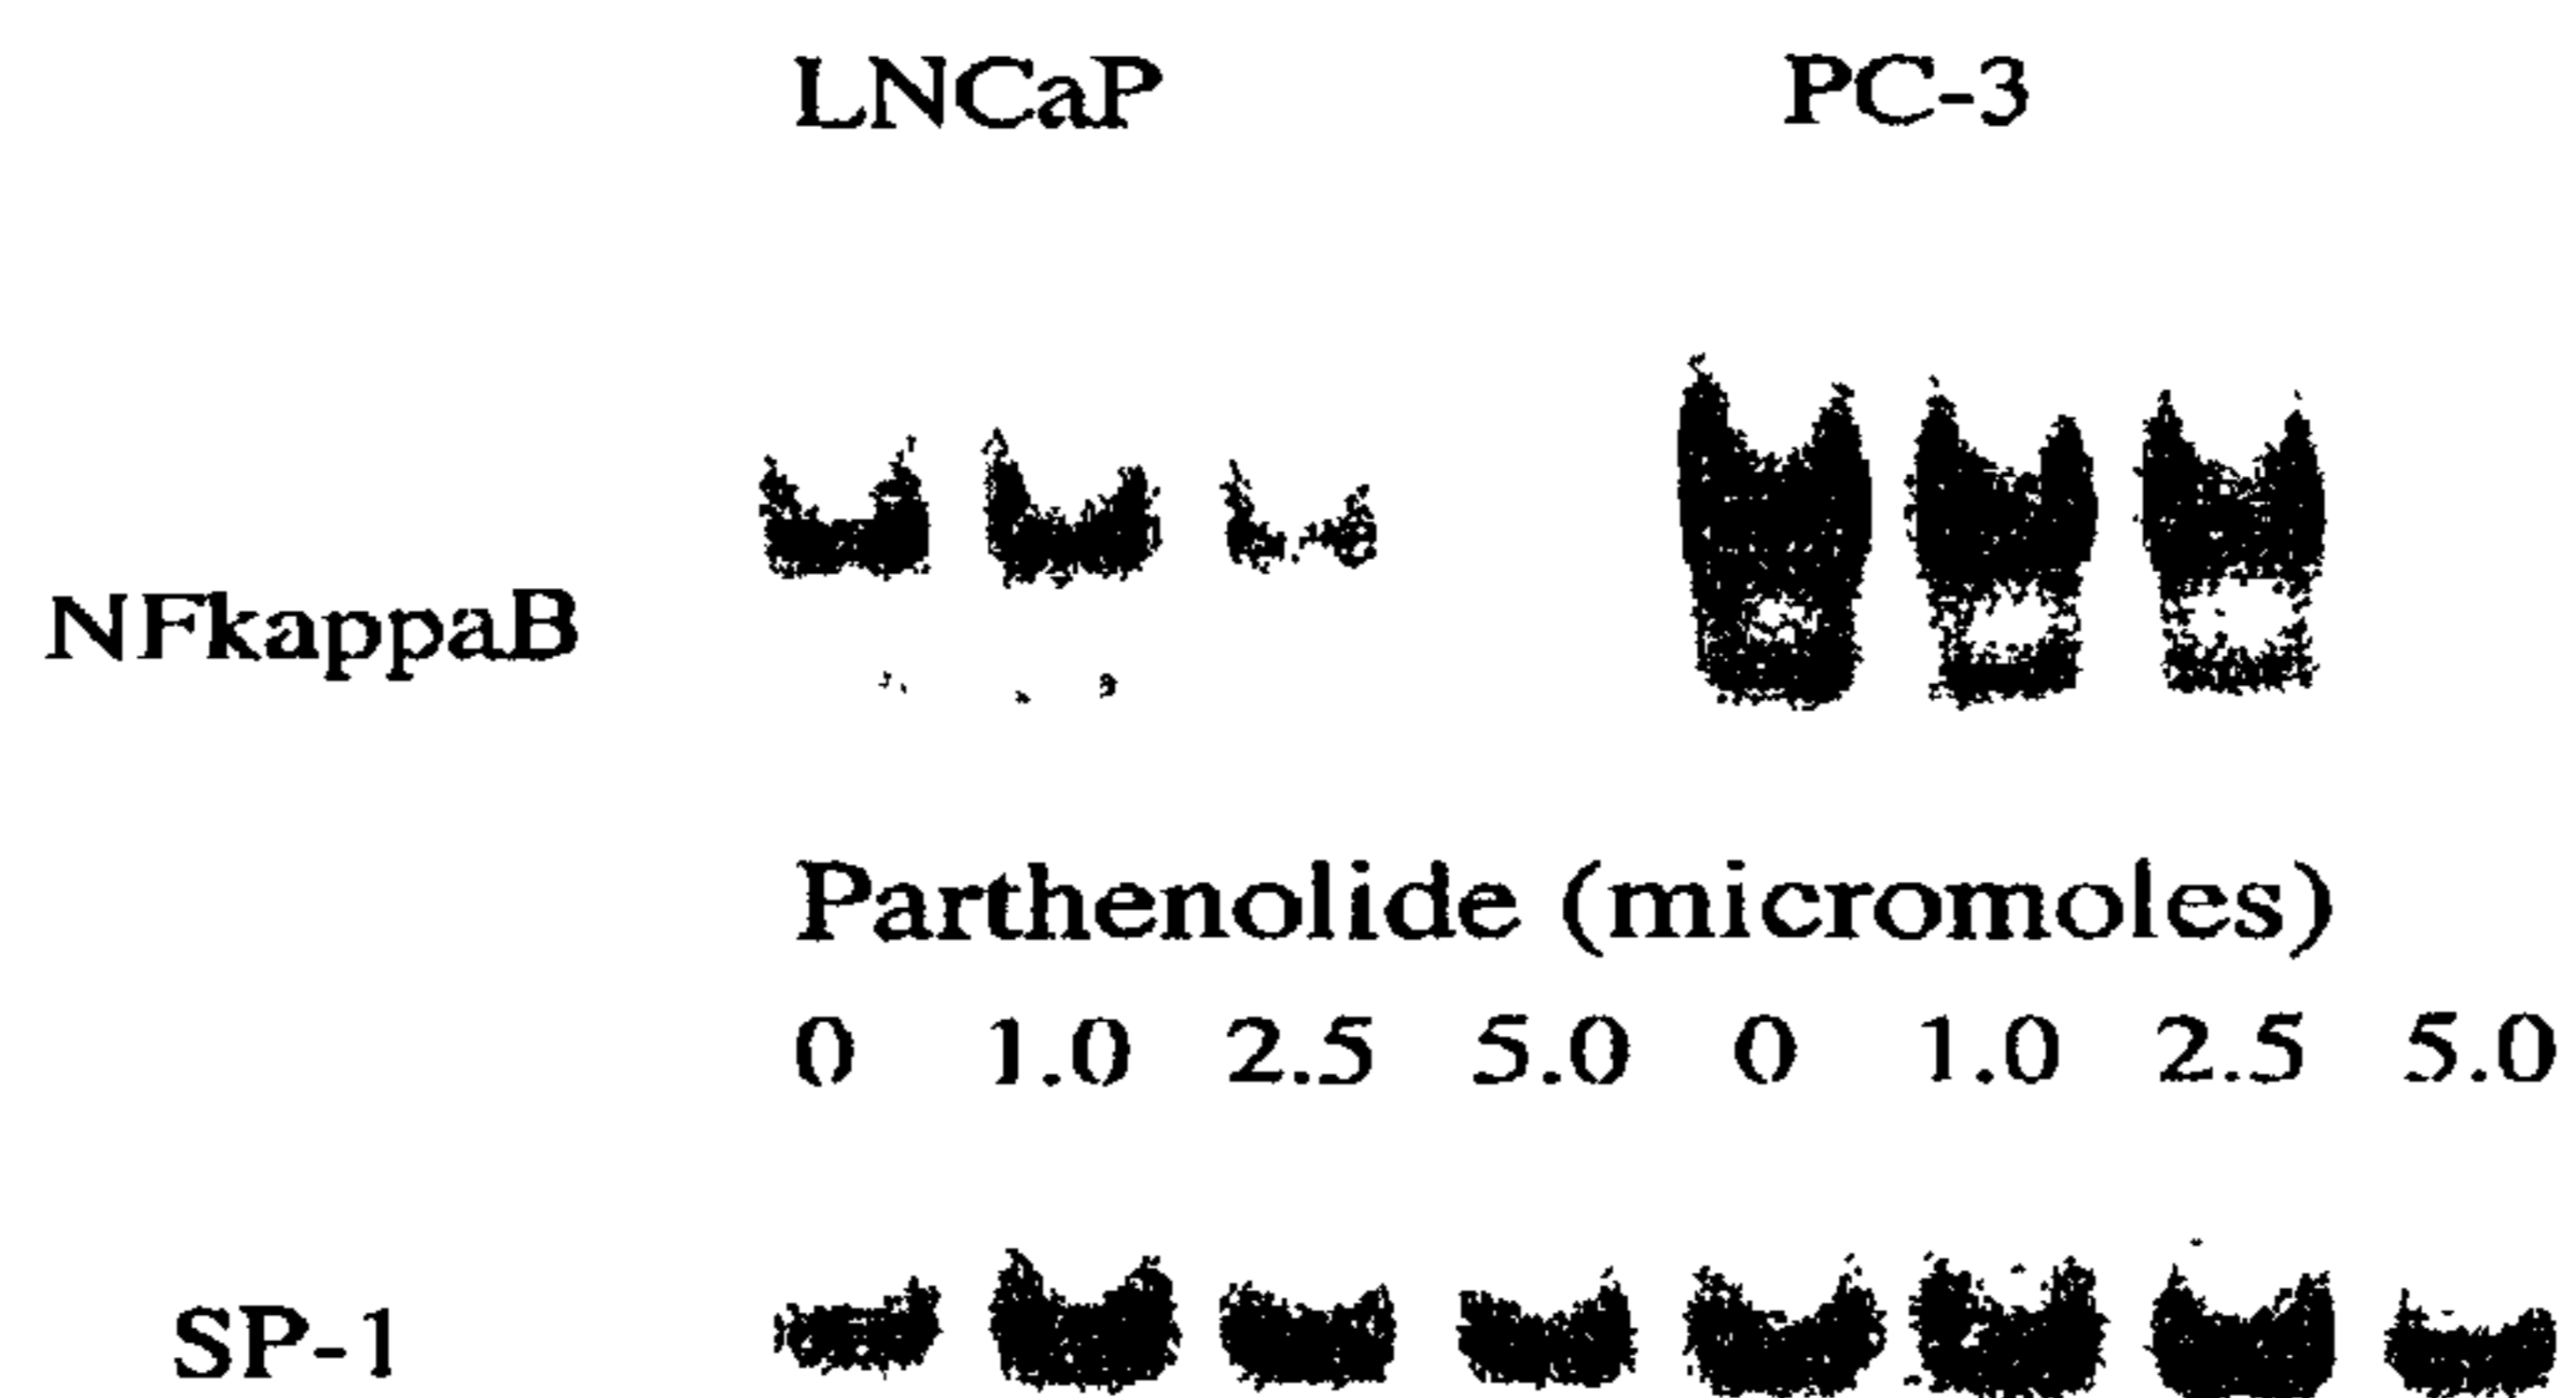 LNCaP PC-3
NFkappaB
Parthenolide (micromoles)
0 1.0 2.5 5.0 0 1.0 2.5 5.0
SP-1